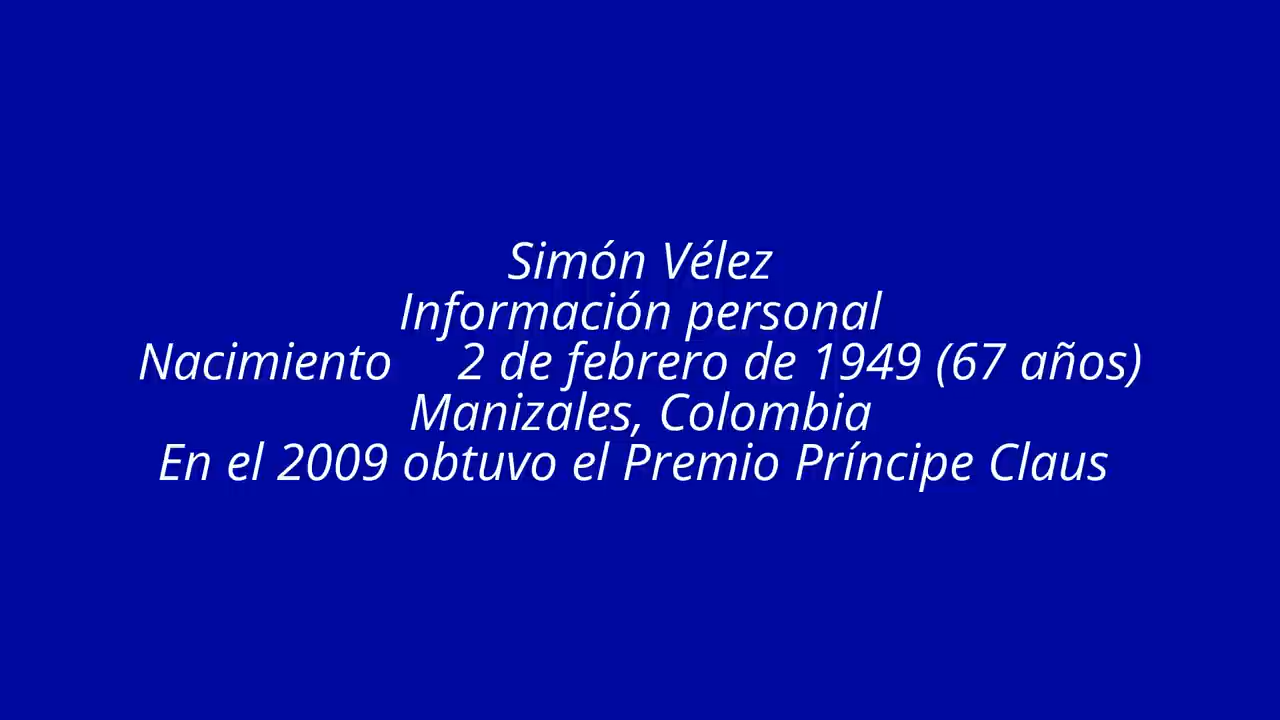 Simón Vélez
Información personal
Nacimiento 2 de febrero de 1949 (67 años)
Manizales, Colombia
En el 2009 obtuvo el Premio Príncipe Claus